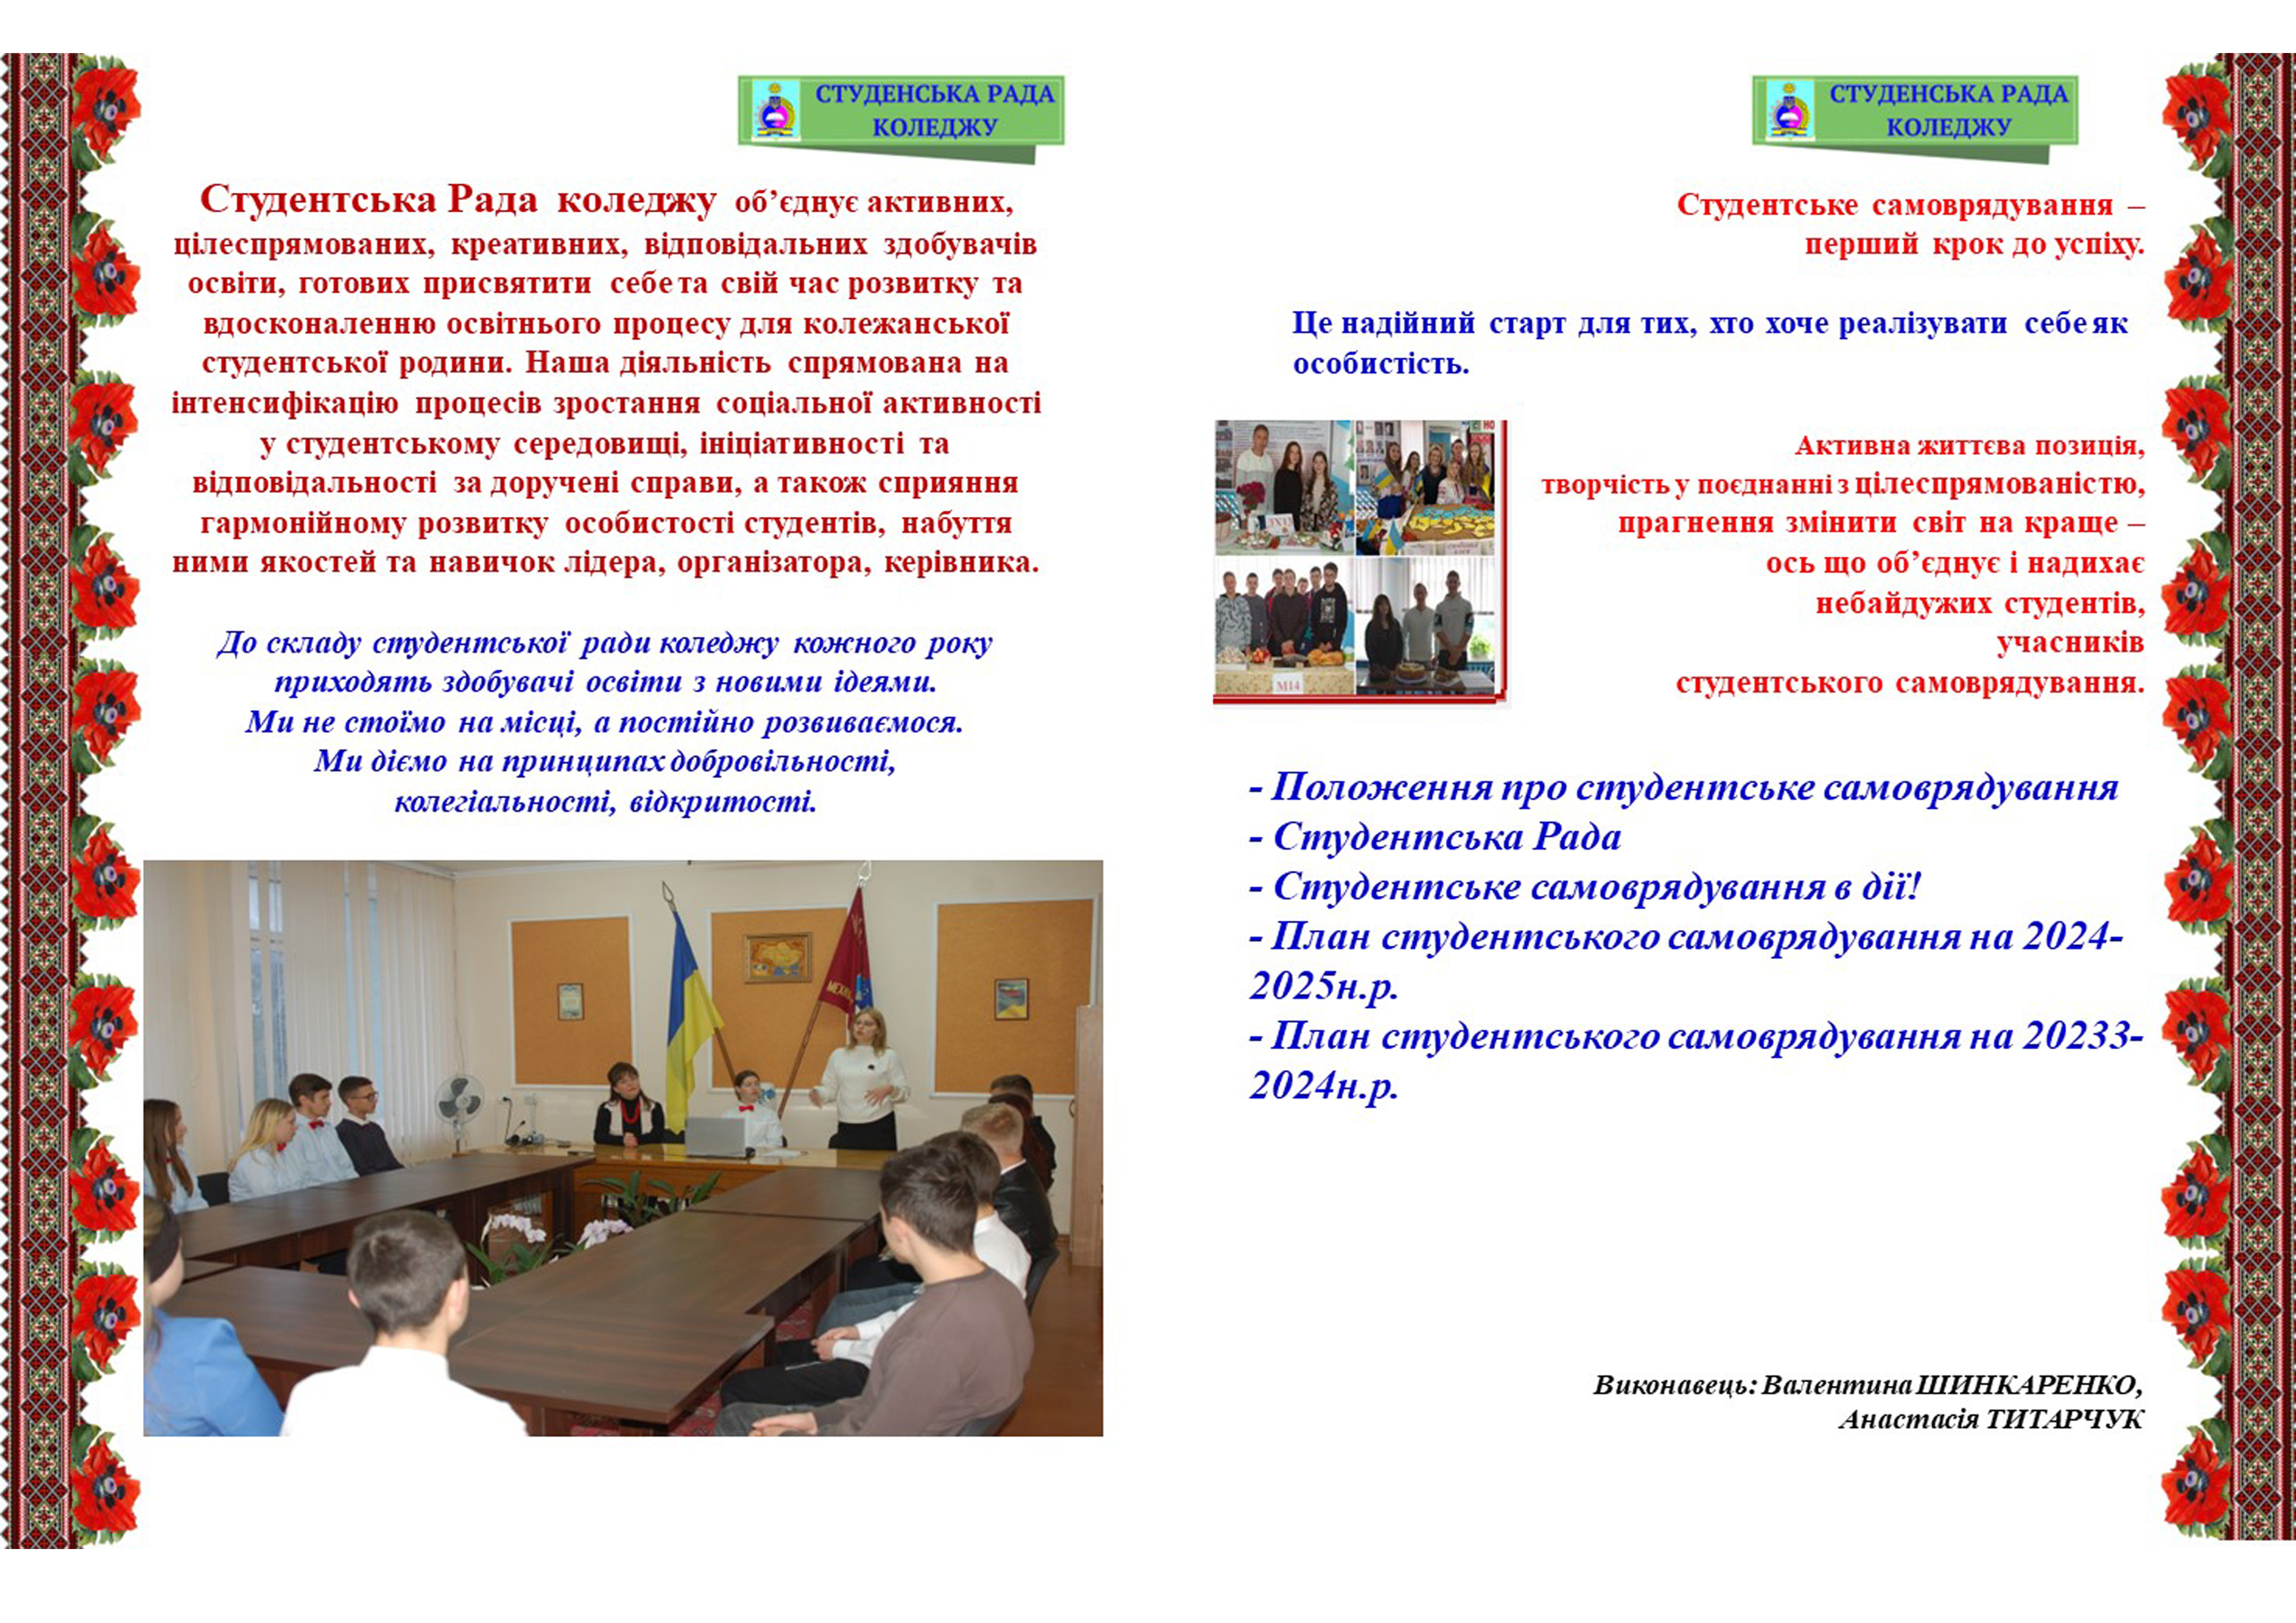 СТУДЕНСЬКА РАДА
КОЛЕДЖУ
Студентська Рада коледжу об’єднує активних,
цілеспрямованих, креативних, відповідальних здобувачів
освіти, готових присвятити себе та свій час розвитку та
вдосконаленню освітнього процесу для колежанської
студентської родини. Наша діяльність спрямована на
інтенсифікацію процесів зростання соціальної активності
у студентському середовищі, ініціативності та
відповідальності за доручені справи, а також сприяння
гармонійному розвитку особистості студентів, набуття
ними якостей та навичок лідера, організатора, керівника.
До складу студентської ради коледжу кожного року
приходять здобувачі освіти з новими ідеями.
Ми не стоїмо на місці, а постійно розвиваємося.
Ми діємо на принципах добровільності,
колегіальності, відкритості.
СТУДЕНСЬКА РАДА
КОЛЕДЖУ
Студентське самоврядування –
перший крок до успіху.
Це надійний старт для тих, хто хоче реалізувати себе як
особистість.
М14
Активна життєва позиція,
творчість у поєднанні з цілеспрямованістю,
прагнення змінити світ на краще –
ось що об’єднує і надихає
небайдужих студентів,
учасників
студентського самоврядування.
- Положення про студентське самоврядування
- Студентська Рада
- Студентське самоврядування в дії!
- План студентського самоврядування на 2024-
2025н.р.
- План студентського самоврядування на 20233-
2024н.р.
Виконавець: Валентина ШИНКАРЕНКО,
Анастасія ТИТАРЧУК